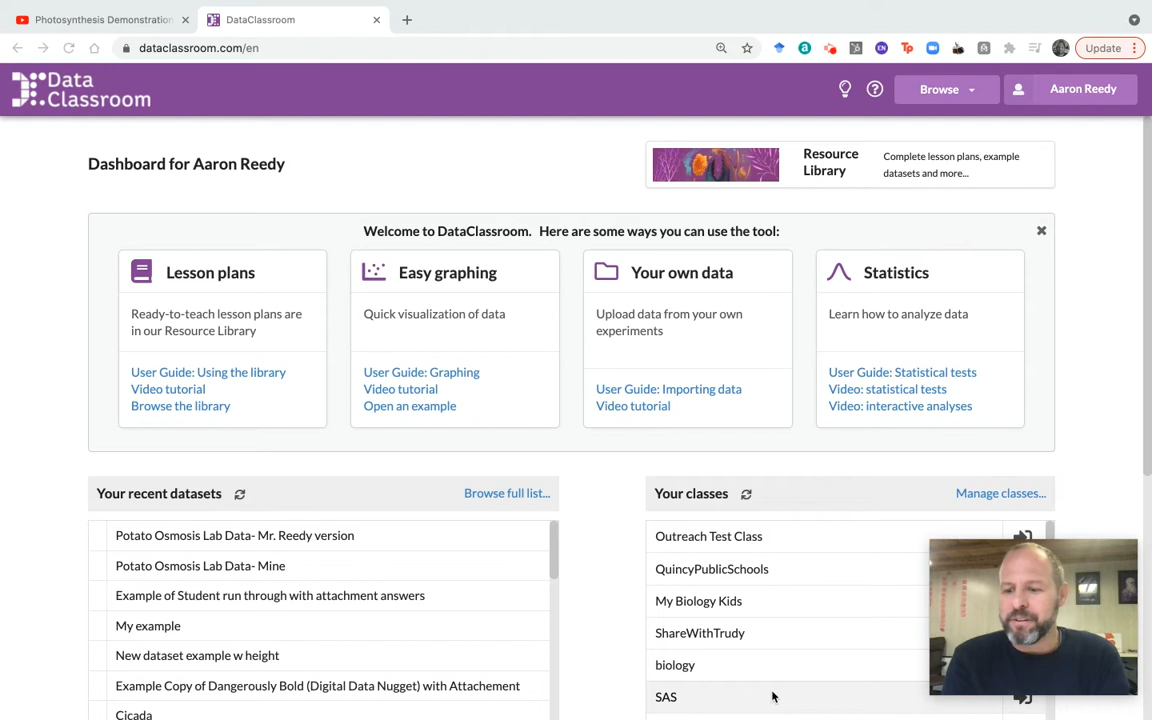 Photosynthesis Demonstration
DataClassroom
dataclassroom.com/en
Update
Data
Classroom
Browse
Aaron Reedy
Dashboard for Aaron Reedy
Resource
Library
Complete lesson plans, example
datasets and more...
Welcome to DataClassroom. Here are some ways you can use the tool:
Lesson plans
Ready-to-teach lesson plans are
in our Resource Library
User Guide: Using the library
Video tutorial
Browse the library
Easy graphing
Quick visualization of data
User Guide: Graphing
Video tutorial
Open an example
Your own data
Upload data from your own
experiments
User Guide: Importing data
Video tutorial
Statistics
Learn how to analyze data
User Guide: Statistical tests
Video: statistical tests
Video: interactive analyses
Your recent datasets
Browse full list...
Potato Osmosis Lab Data- Mr. Reedy version
Potato Osmosis Lab Data- Mine
Example of Student run through with attachment answers
My example
New dataset example w height
Example Copy of Dangerously Bold (Digital Data Nugget) with Attachement
Cicada
Your classes
Manage classes...
Outreach Test Class
QuincyPublicSchools
My Biology Kids
ShareWithTrudy
biology
SAS